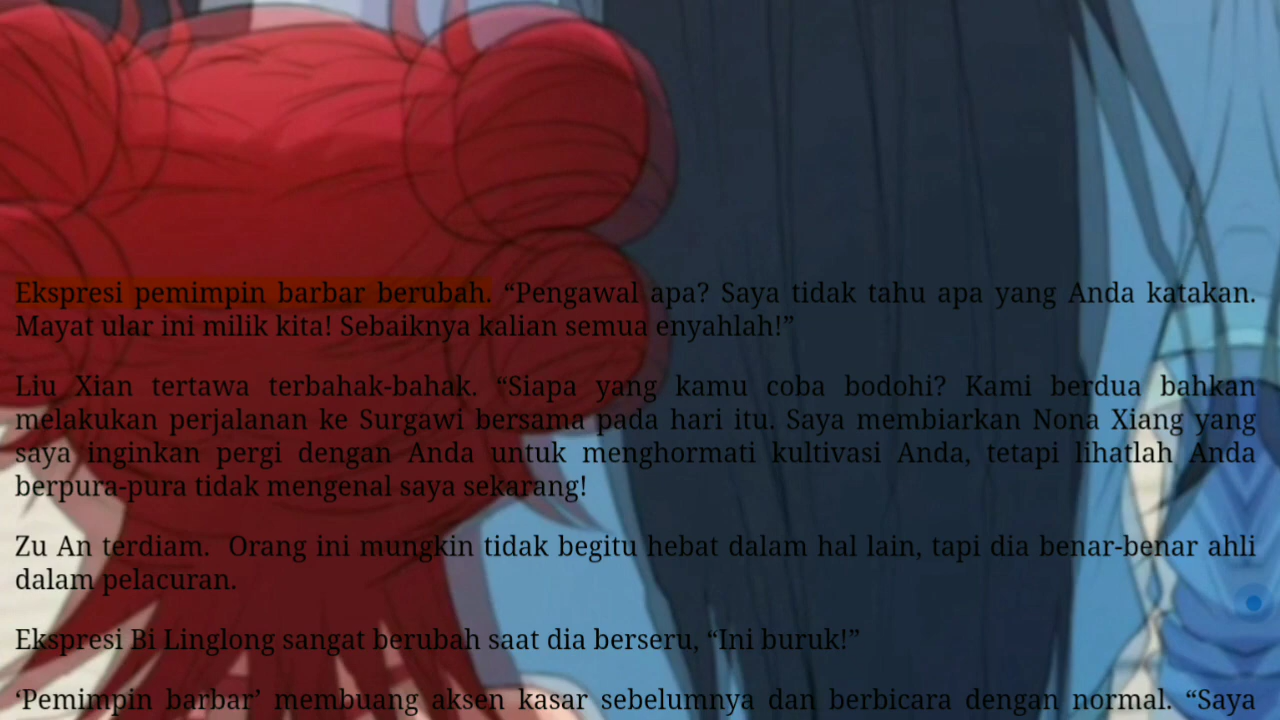 Ekspresi pemimpin barbar berubah. “Pengawal apa? Saya tidak tahu apa yang Anda katakan.
Mayat ular ini milik kita! Sebaiknya kalian semua enyahlah!”
Liu Xian tertawa terbahak-bahak. “Siapa yang kamu coba bodohi? Kami berdua bahkan
melakukan perjalanan ke Surgawi bersama pada hari itu. Saya membiarkan Nona Xiang yang
saya inginkan pergi dengan Anda untuk menghormati kultivasi Anda, tetapi lihatlah Anda
berpura-pura tidak mengenal saya sekarang!
Zu An terdiam.  Orang ini mungkin tidak begitu hebat dalam hal lain, tapi dia benar-benar ahli
dalam pelacuran.
Ekspresi Bi Linglong sangat berubah saat dia berseru, “Ini buruk!”
‘Pemimpin barbar’ membuang aksen kasar sebelumnya dan berbicara dengan normal. “Saya